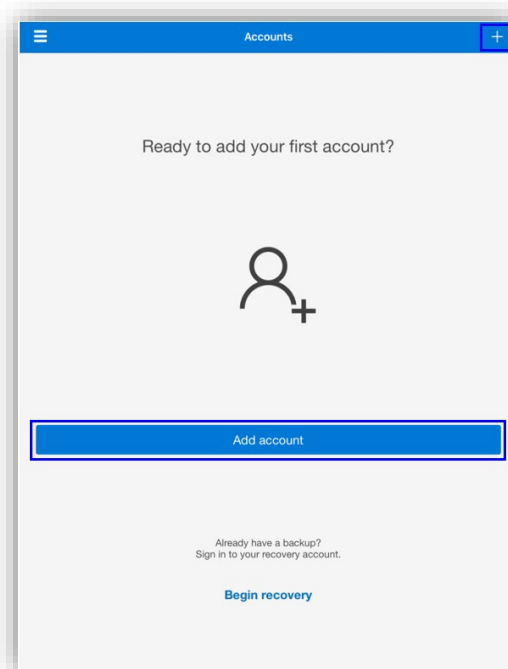 Accounts
Ready to add your first account?
Add account
Already have a backup?
Sign in to your recovery account.
Begin recovery